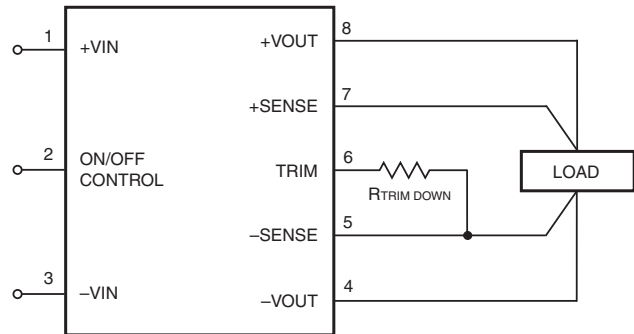 1
+VIN
2
ON/OFF
CONTROL
3
–VIN
+VOUT
8
+SENSE
7
TRIM
6
RTRIM DOWN
–SENSE
5
–VOUT
4
LOAD